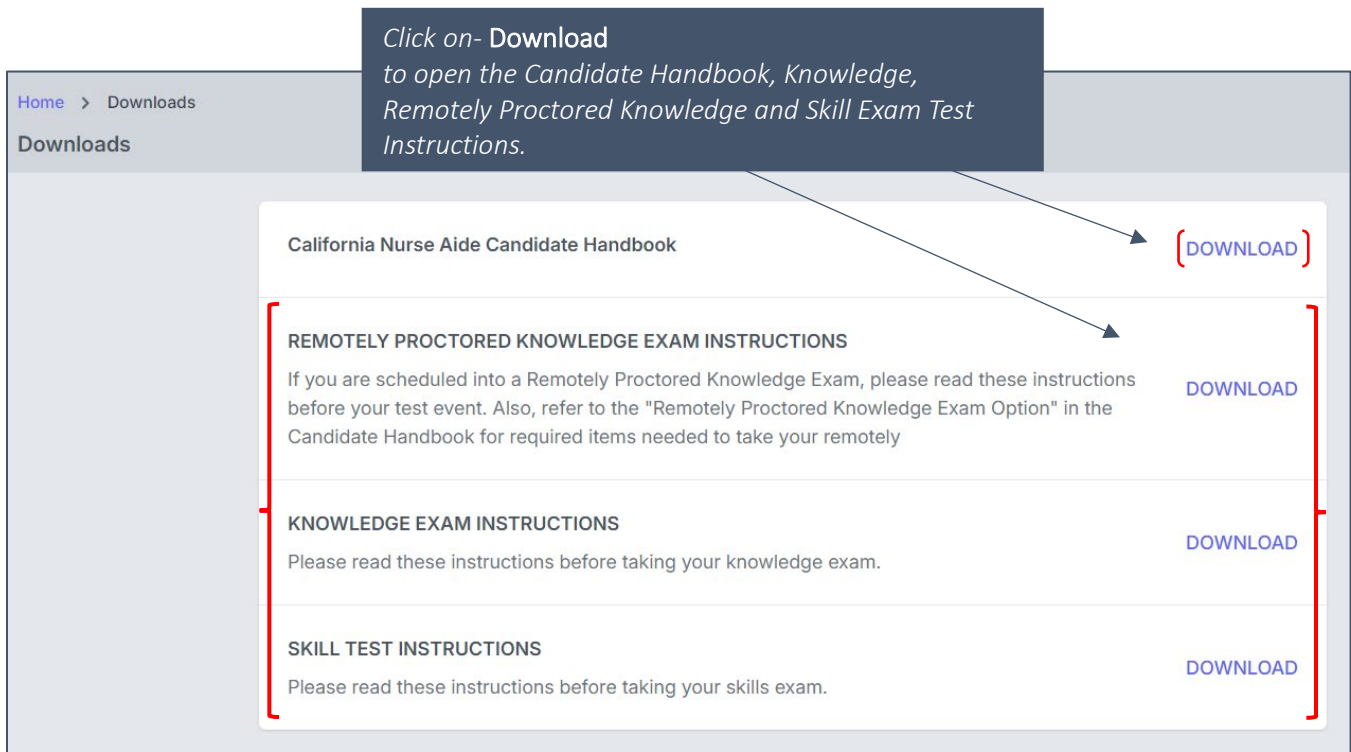 Click on- Download
to open the Candidate Handbook, Knowledge,
Remotely Proctored Knowledge and Skill Exam Test
Instructions.
Home > Downloads
Downloads
California Nurse Aide Candidate Handbook
DOWNLOAD
REMOTELY PROCTORED KNOWLEDGE EXAM INSTRUCTIONS
If you are scheduled into a Remotely Proctored Knowledge Exam, please read these instructions
before your test event. Also, refer to the "Remotely Proctored Knowledge Exam Option" in the
Candidate Handbook for required items needed to take your remotely
DOWNLOAD
KNOWLEDGE EXAM INSTRUCTIONS
Please read these instructions before taking your knowledge exam.
DOWNLOAD
SKILL TEST INSTRUCTIONS
Please read these instructions before taking your skills exam.
DOWNLOAD